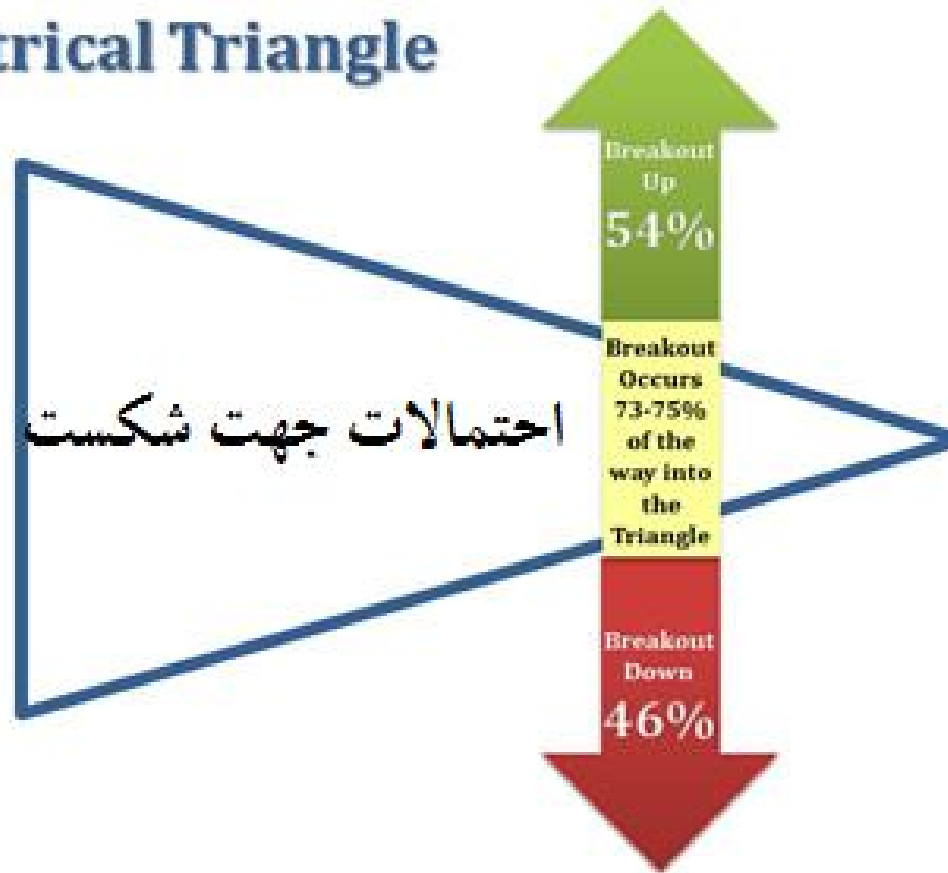 trical Triangle
Breakout
Up
54%
Breakout
Occurs
73-75%
of the
way into
the
Triangle
احتمالات جهت شکست
Breakout
Down
46%